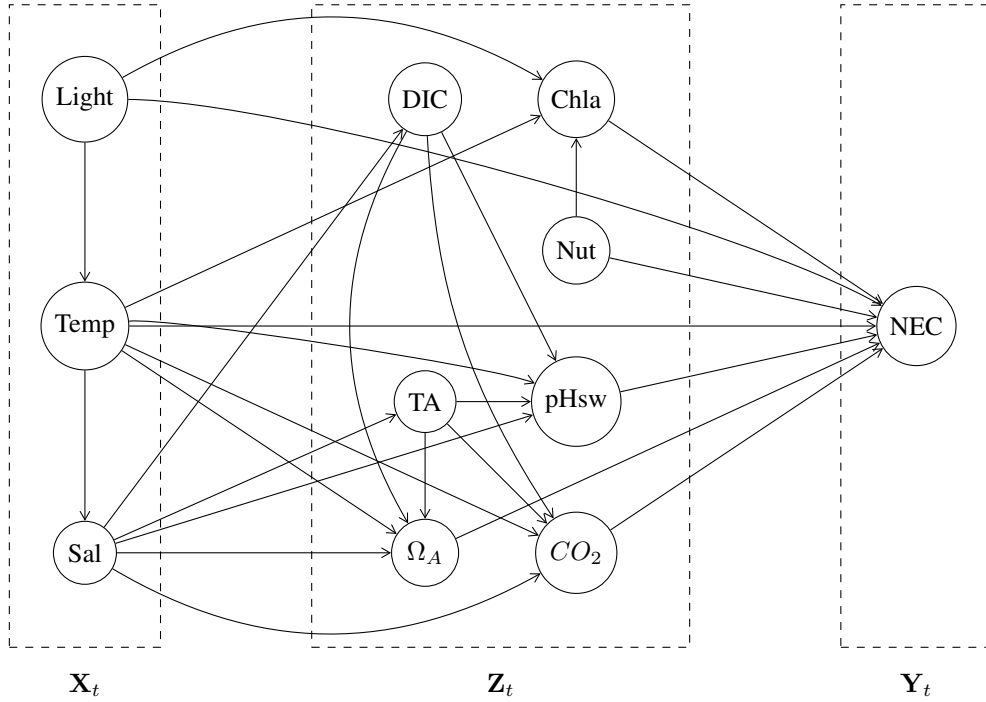 Light
DIC
Chla
Nut
Temp
NEC
TA
pHsw
Sal
Ω_A
CO_2
X_t
Z_t
Y_t